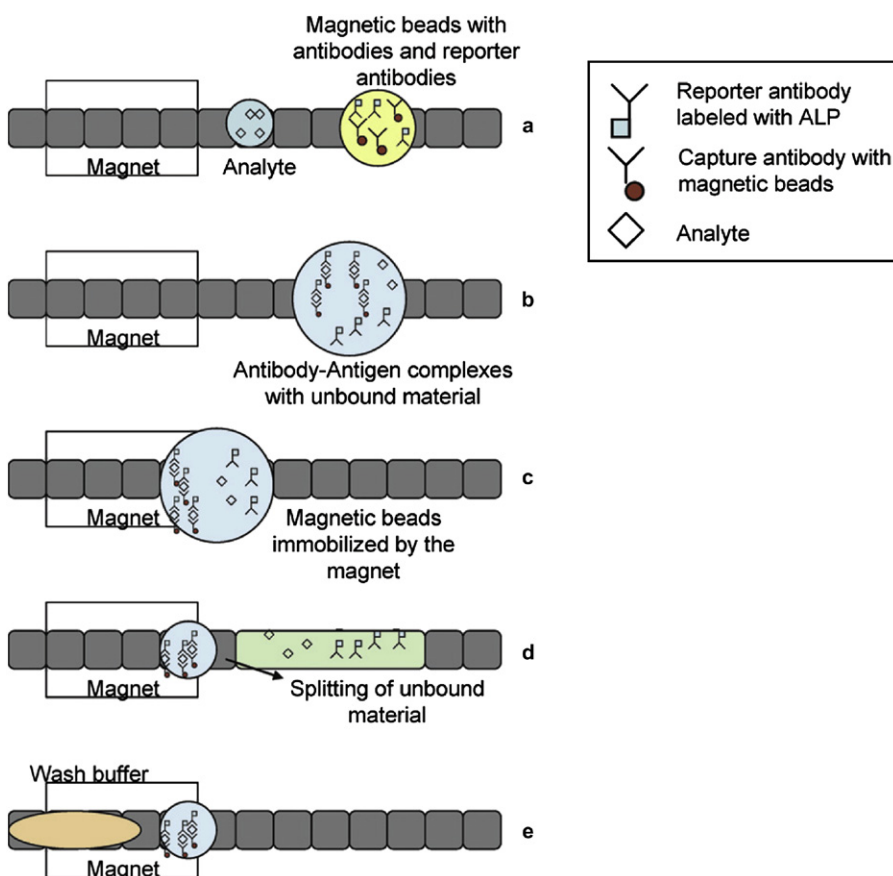 Magnetic beads with
antibodies and reporter
antibodies
a
Magnet
Analyte
Reporter antibody
labeled with ALP
Capture antibody with
magnetic beads
Analyte
b
Magnet
Antibody-Antigen complexes
with unbound material
c
Magnet
Magnetic beads
immobilized by the
magnet
d
Magnet
Splitting of unbound
material
Wash buffer
e
Magnet